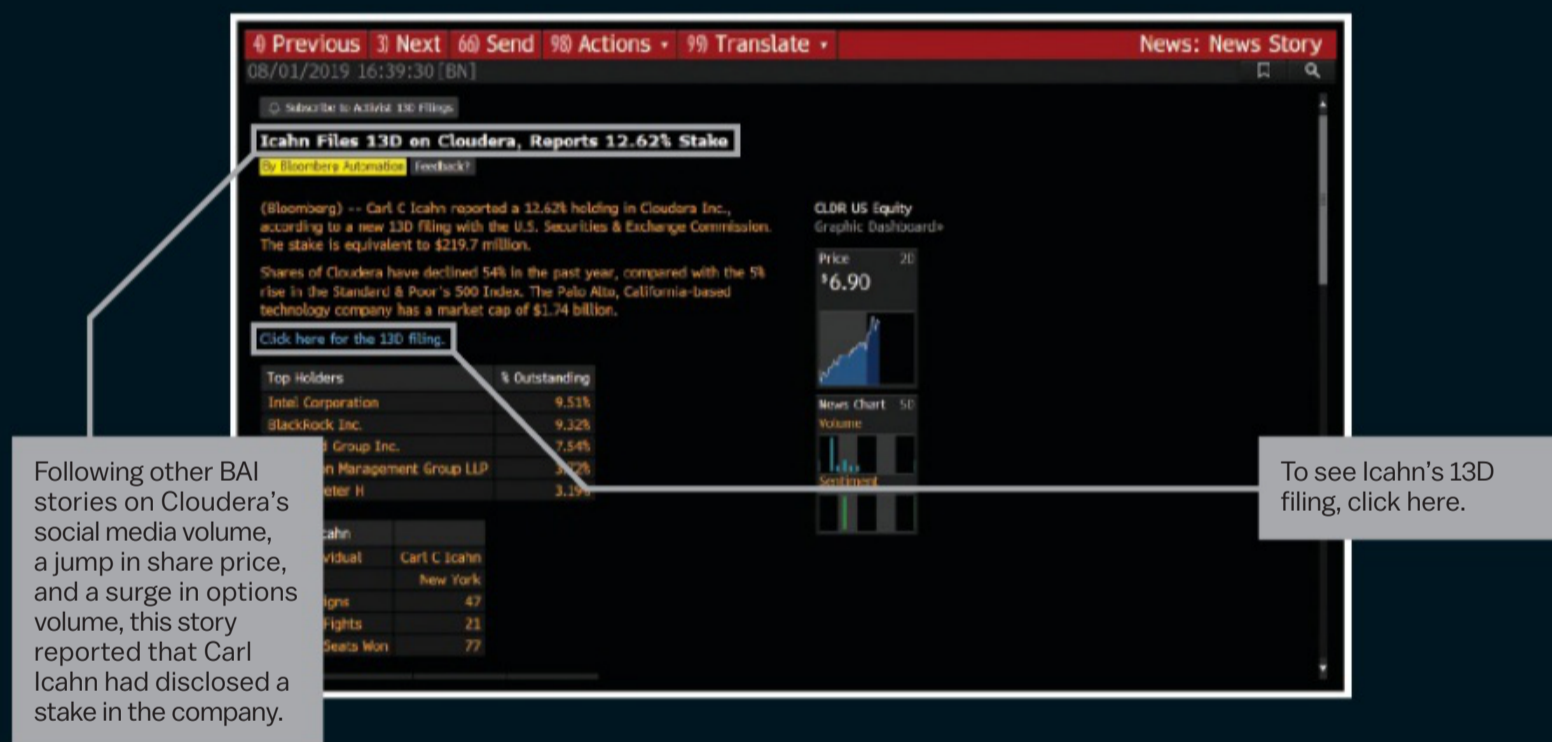 4) Previous 3) Next 66) Send 98) Actions 99) Translate News: News Story
08/01/2019 16:39:30 [BN]
Subscribe to Activist 13D Filings
Icahn Files 13D on Cloudera, Reports 12.62% Stake
By Bloomberg Automation Feedback?
(Bloomberg) -- Carl C Icahn reported a 12.62% holding in Cloudera Inc.,
according to a new 13D filing with the U.S. Securities & Exchange Commission.
The stake is equivalent to $219.7 million.
Shares of Cloudera have declined 54% in the past year, compared with the 5%
rise in the Standard & Poor's 500 Index. The Palo Alto, California-based
technology company has a market cap of $1.74 billion.
Click here for the 13D filing.
Top Holders % Outstanding
Intel Corporation 9.51%
BlackRock Inc. 9.32%
Group Inc. 7.54%
Management Group LLP
3.19%
Individual Carl C Icahn
New York
47
Fights 21
Seats Won 77
CLDR US Equity
Graphic Dashboard»
Price 2D
$6.90
News Chart 5D
Volume
Sentiment
Following other BAI
stories on Cloudera's
social media volume,
a jump in share price,
and a surge in options
volume, this story
reported that Carl
Icahn had disclosed a
stake in the company.
To see Icahn's 13D
filing, click here.